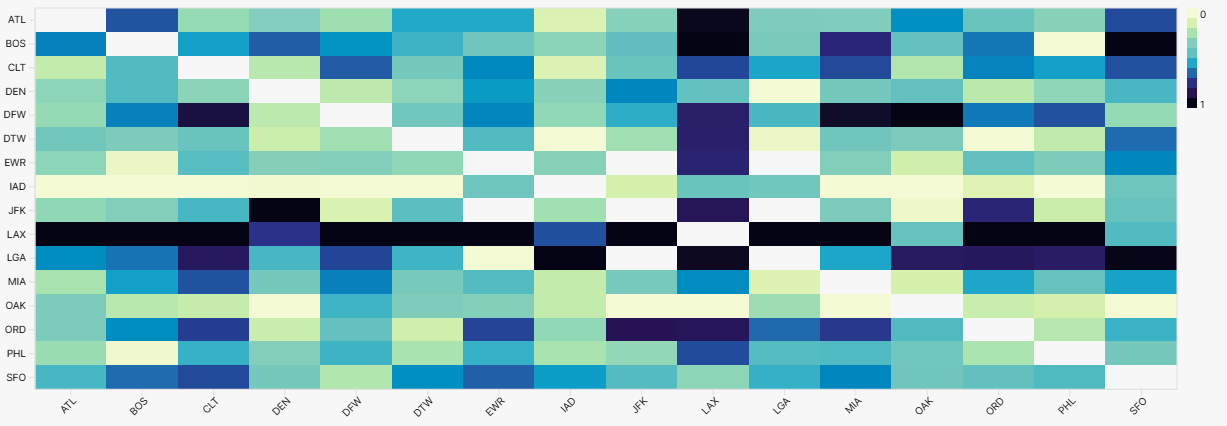 0
1
ATL
BOS
CLT
DEN
DFW
DTW
EWR
IAD
JFK
LAX
LGA
MIA
OAK
ORD
PHL
SFO
ATL BOS CLT DEN DFW DTW EWR IAD JFK LAX LGA MIA OAK ORD PHL SFO